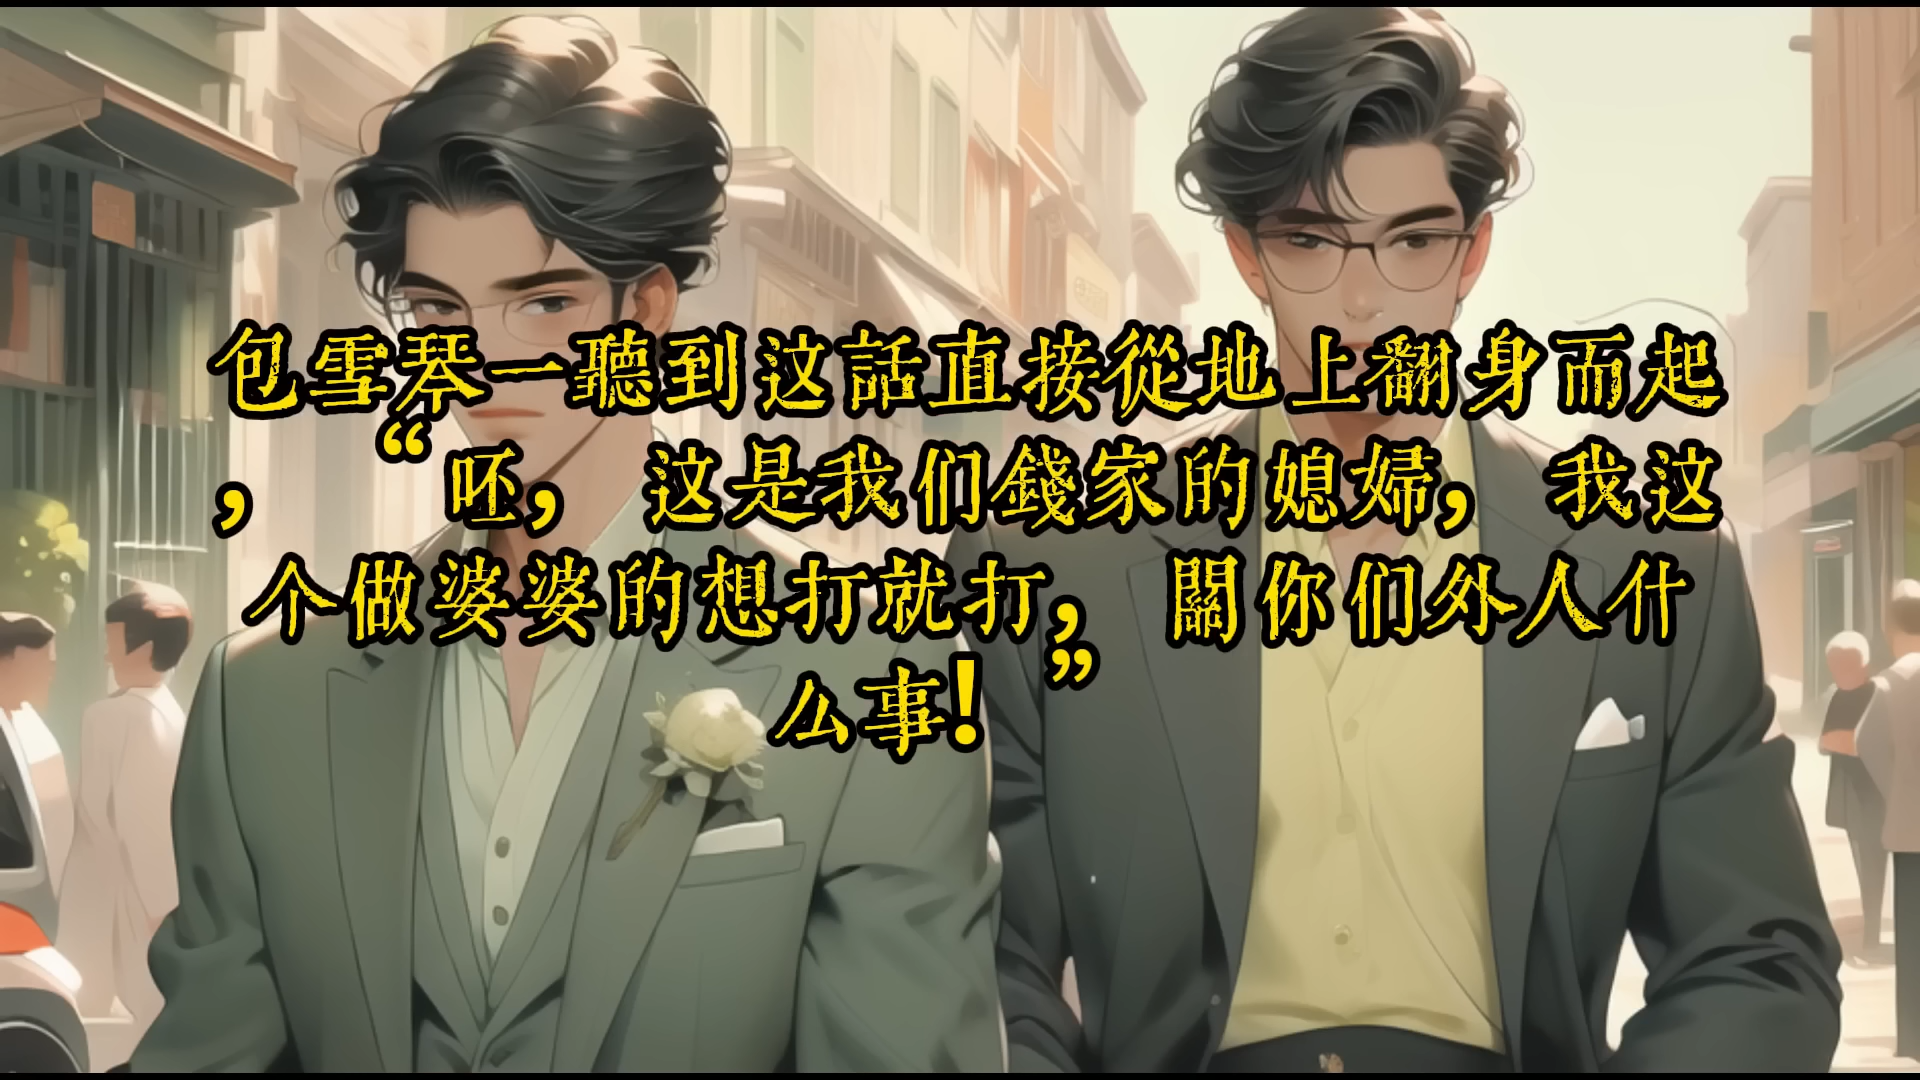 包雪琴一聽到这話直接從地上翻身而起
，“呸，这是我们錢家的媳婦，我这
个做婆婆的想打就打，關你们外人什
么事！”